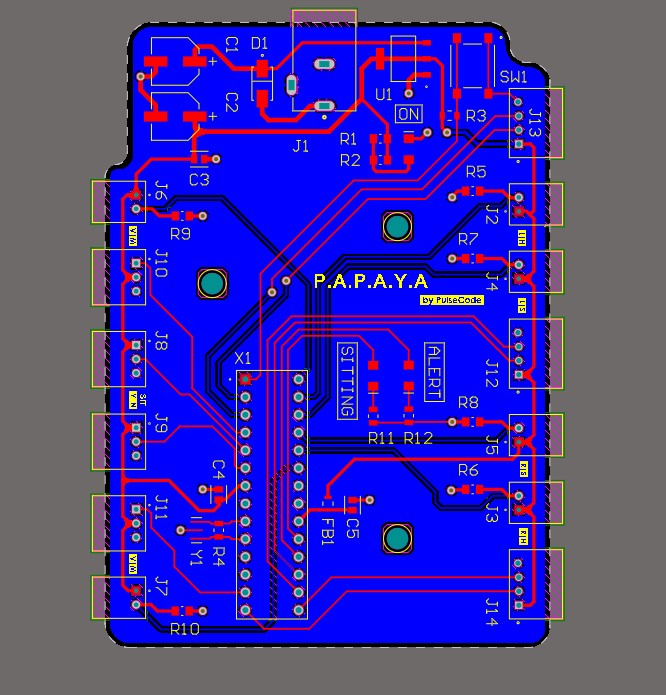 C1
D1
+
C2
+
U1
SW1
ON
R3
J13
J1
R1
R2
C3
R5
J6
J2
R9
R7
J10
J4
P.A.P.A.Y.A
by PulseCode
J8
X1
SITTING
ALERT
J12
J9
R8
R11
R12
J5
C4
R6
J11
J3
Y1
R4
FB1
C5
J7
R10
J14